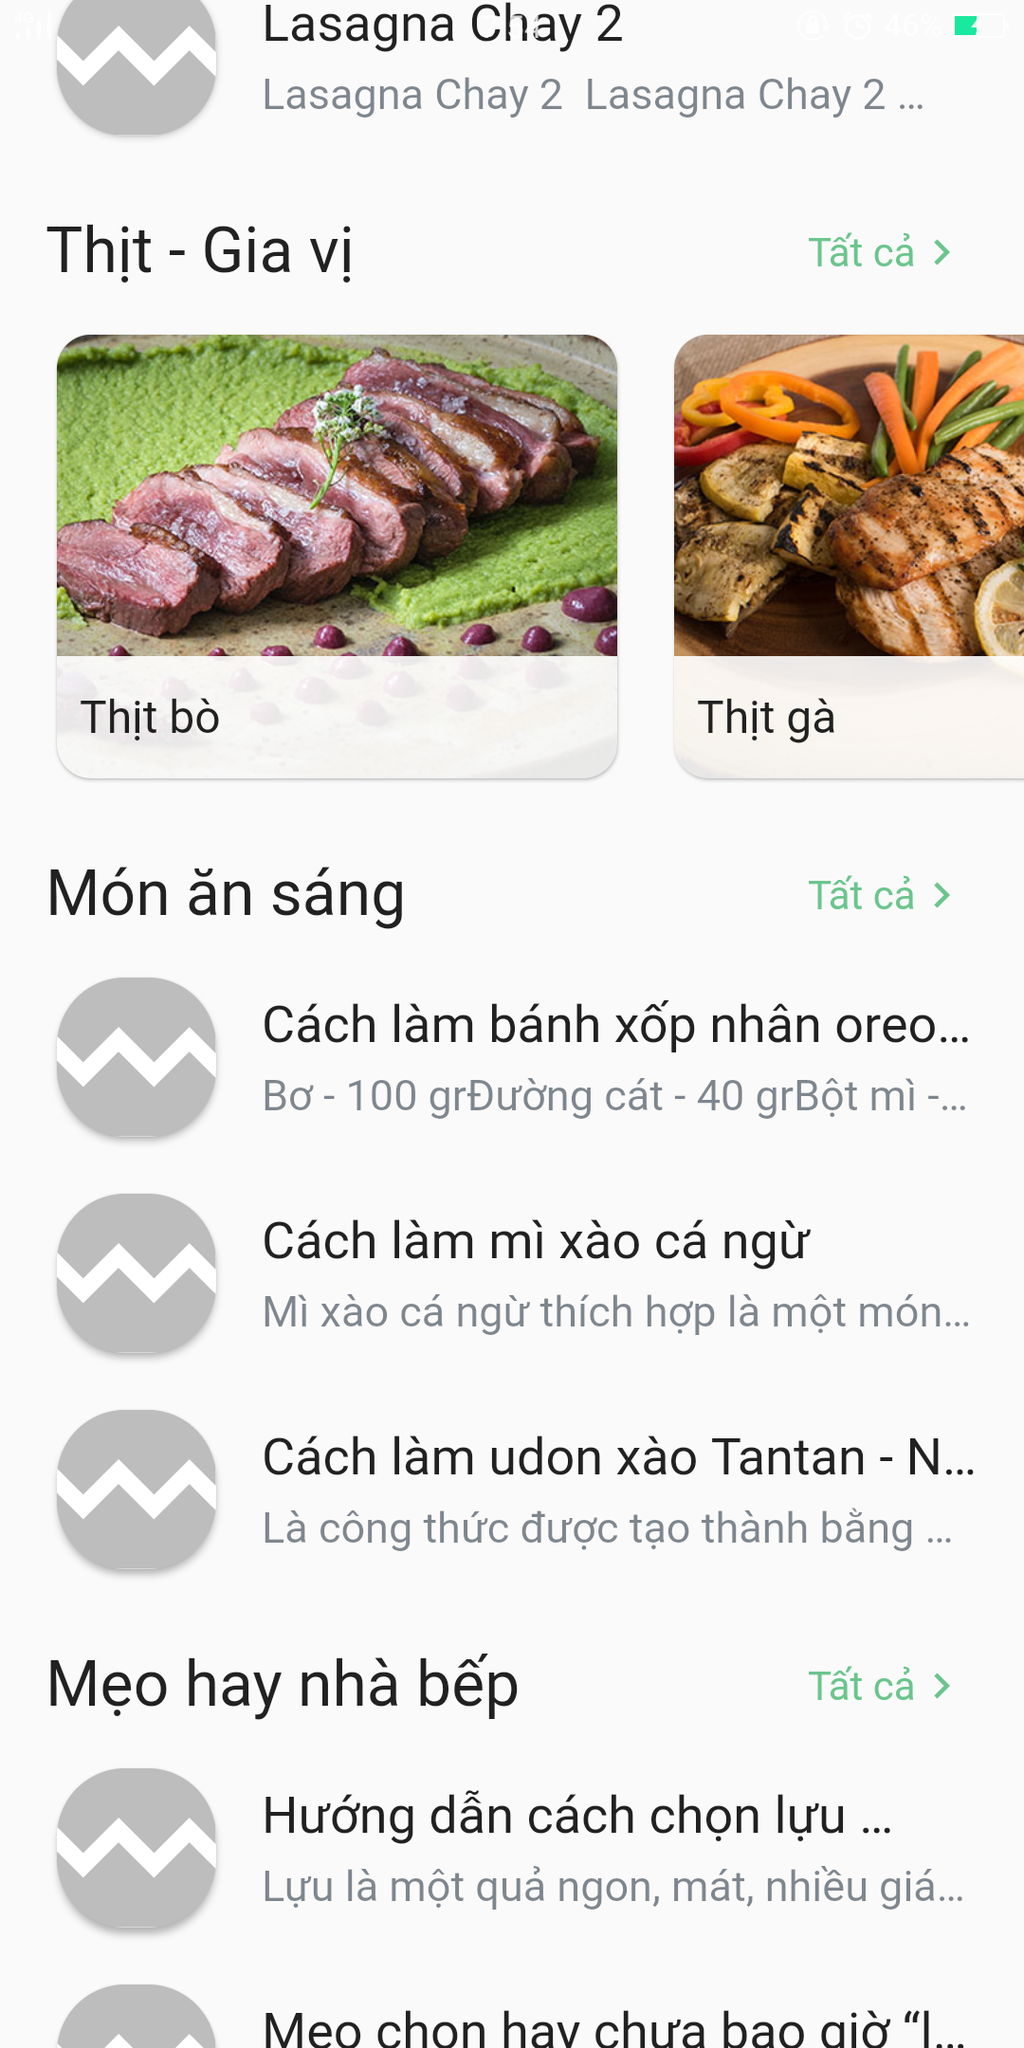 46%
Lasagna Chay 2
Lasagna Chay 2  Lasagna Chay 2 ...
Thịt - Gia vị
Tất cả
Thịt bò
Thịt gà
Món ăn sáng
Tất cả
Cách làm bánh xốp nhân oreo...
Bơ - 100 grĐường cát - 40 grBột mì -...
Cách làm mì xào cá ngừ
Mì xào cá ngừ thích hợp là một món...
Cách làm udon xào Tantan - N...
Là công thức được tạo thành bằng ...
Mẹo hay nhà bếp
Tất cả
Hướng dẫn cách chọn lựu ...
Lựu là một quả ngon, mát, nhiều giá...
Mẹo chọn hay chưa bao giờ “l...